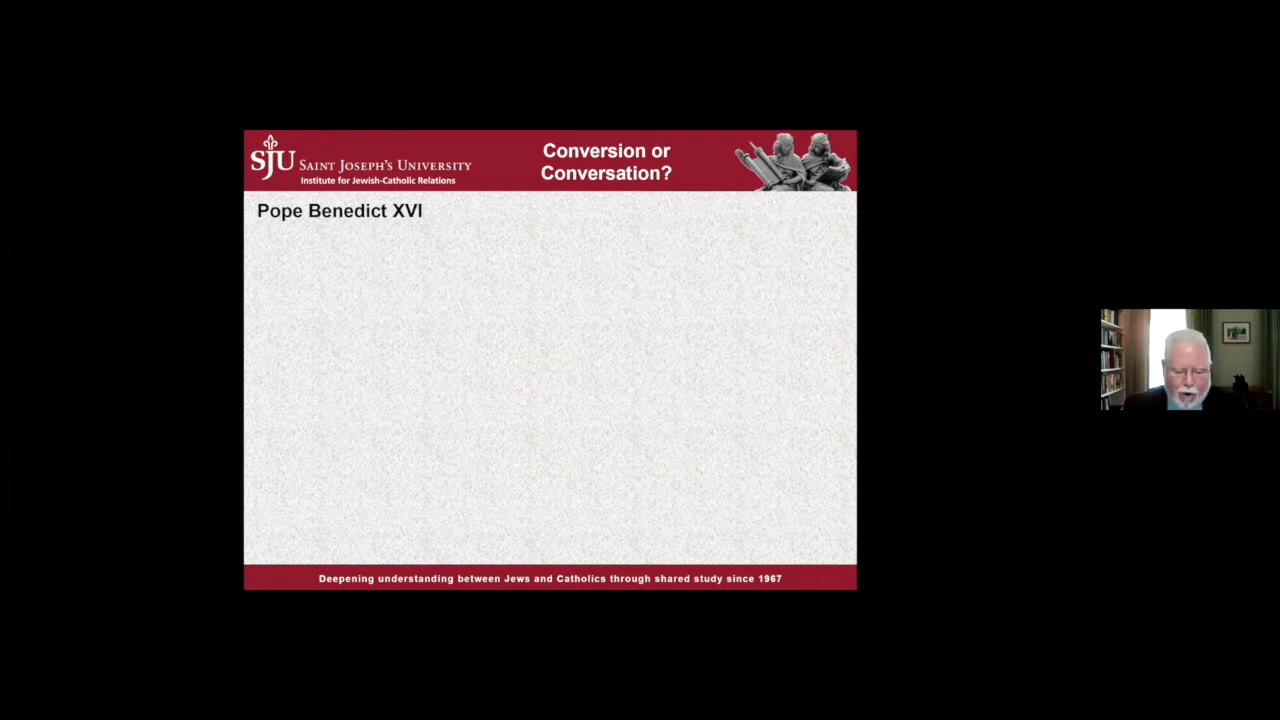 SJU SAINT JOSEPH'S UNIVERSITY
Institute for Jewish-Catholic Relations
Conversion or
Conversation?
Pope Benedict XVI
Deepening understanding between Jews and Catholics through shared study since 1967